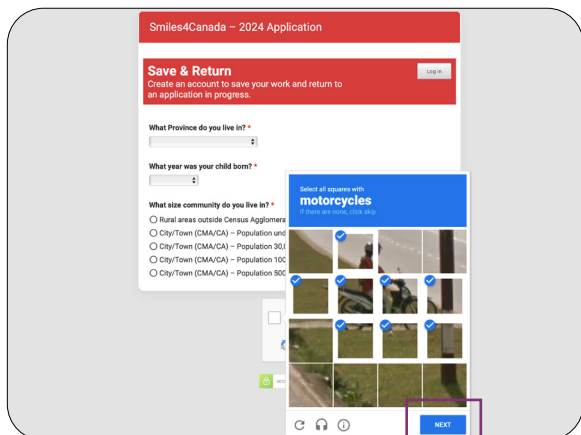 Smiles4Canada – 2024 Application
Save & Return
Log in
Create an account to save your work and return to
an application in progress.
What Province do you live in? *
What year was your child born? *
What size community do you live in? *
Rural areas outside Census Agglomera
City/Town (CMA/CA) – Population und
City/Town (CMA/CA) – Population 30,0
City/Town (CMA/CA) – Population 100
City/Town (CMA/CA) – Population 500
Select all squares with
motorcycles
If there are none, click skip
NEXT